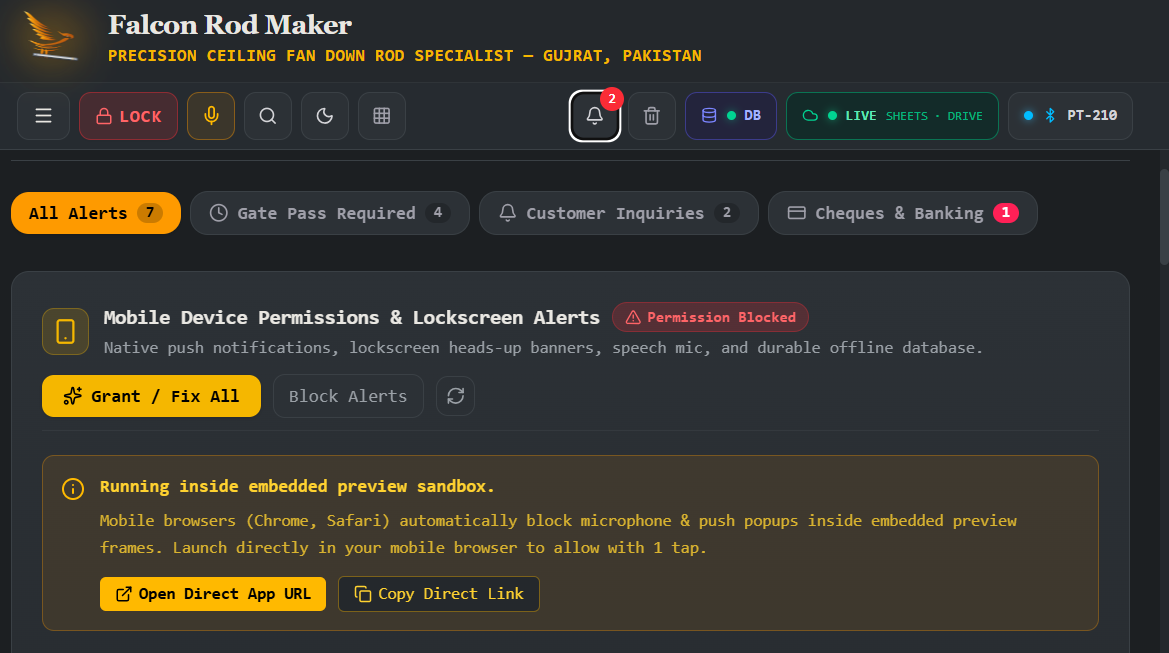 Falcon Rod Maker
PRECISION CEILING FAN DOWN ROD SPECIALIST — GUJRAT, PAKISTAN
LOCK
2
DB
LIVE SHEETS · DRIVE
PT-210
All Alerts 7
Gate Pass Required 4
Customer Inquiries 2
Cheques & Banking 1
Mobile Device Permissions & Lockscreen Alerts
Permission Blocked
Native push notifications, lockscreen heads-up banners, speech mic, and durable offline database.
Grant / Fix All
Block Alerts
Running inside embedded preview sandbox.
Mobile browsers (Chrome, Safari) automatically block microphone & push popups inside embedded preview
frames. Launch directly in your mobile browser to allow with 1 tap.
Open Direct App URL
Copy Direct Link